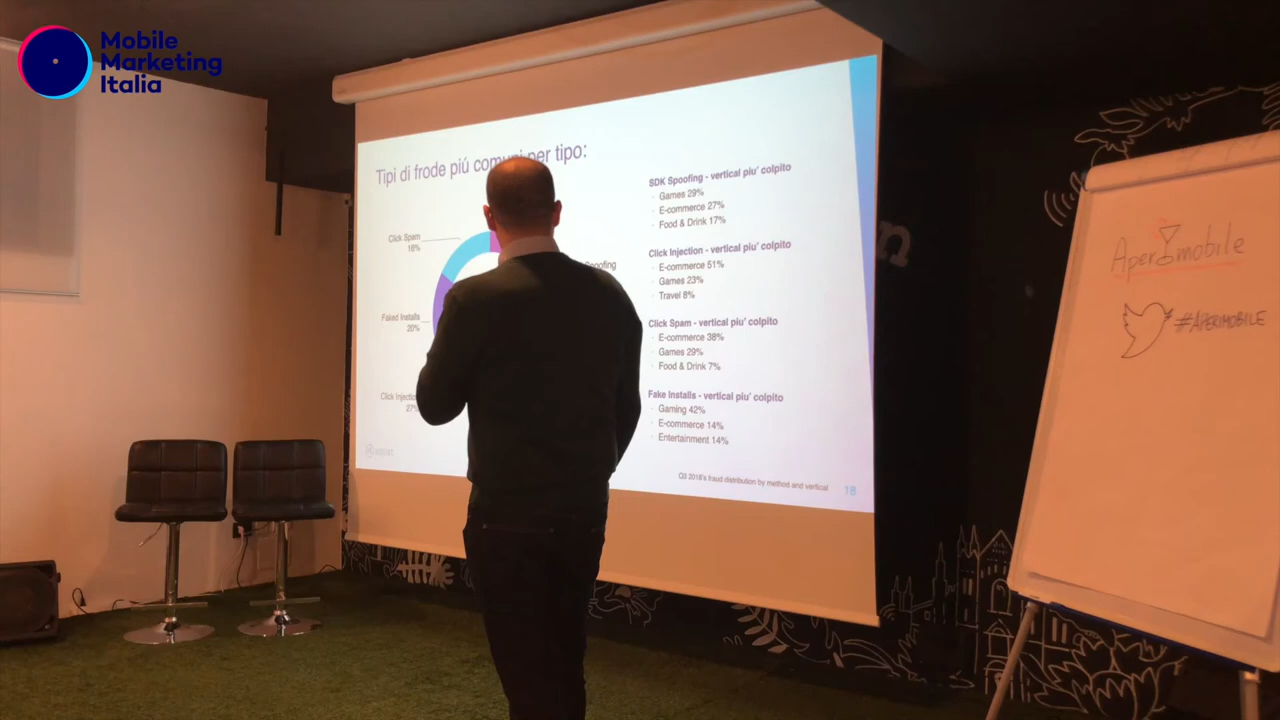 Mobile
Marketing
Italia
Tipi di frode piú comuni per tipo:
Click Spam
16%
Faked Installs
20%
27%
SDK Spoofing - vertical piu' colpito
Games 29%
E-commerce 27%
Food & Drink 17%
Click Injection - vertical piu' colpito
E-commerce 51%
Games 23%
Travel 8%
Click Spam - vertical piu' colpito
E-commerce 38%
Games 29%
Food & Drink 7%
Fake Installs - vertical piu' colpito
Gaming 42%
E-commerce 14%
Entertainment 14%
Q3 2018's fraud distribution by method and vertical
18
Aperimobile
#APERIMOBILE